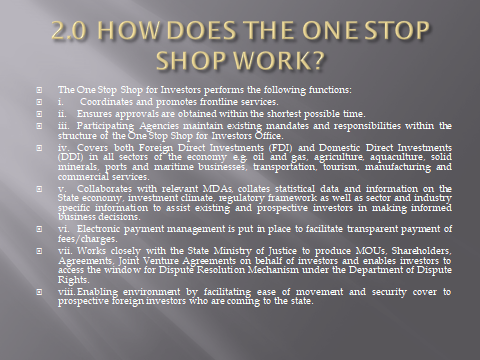 2.0 HOW DOES THE ONE STOP
SHOP WORK?
The One Stop Shop for Investors performs the following functions:
i. Coordinates and promotes frontline services.
ii. Ensures approvals are obtained within the shortest possible time.
iii. Participating Agencies maintain existing mandates and responsibilities within the
structure of the One Stop Shop for Investors Office.
iv. Covers both Foreign Direct Investments (FDI) and Domestic Direct Investments
(DDI) in all sectors of the economy e.g. oil and gas, agriculture, aquaculture, solid
minerals, ports and maritime businesses, transportation, tourism, manufacturing and
commercial services.
v. Collaborates with relevant MDAs, collates statistical data and information on the
State economy, investment climate, regulatory framework as well as sector and industry
specific information to assist existing and prospective investors in making informed
business decisions.
vi. Electronic payment management is put in place to facilitate transparent payment of
fees/charges.
vii. Works closely with the State Ministry of Justice to produce MOUs, Shareholders,
Agreements, Joint Venture Agreements on behalf of investors and enables investors to
access the window for Dispute Resolution Mechanism under the Department of Dispute
Rights.
viii. Enabling environment by facilitating ease of movement and security cover to
prospective foreign investors who are coming to the state.